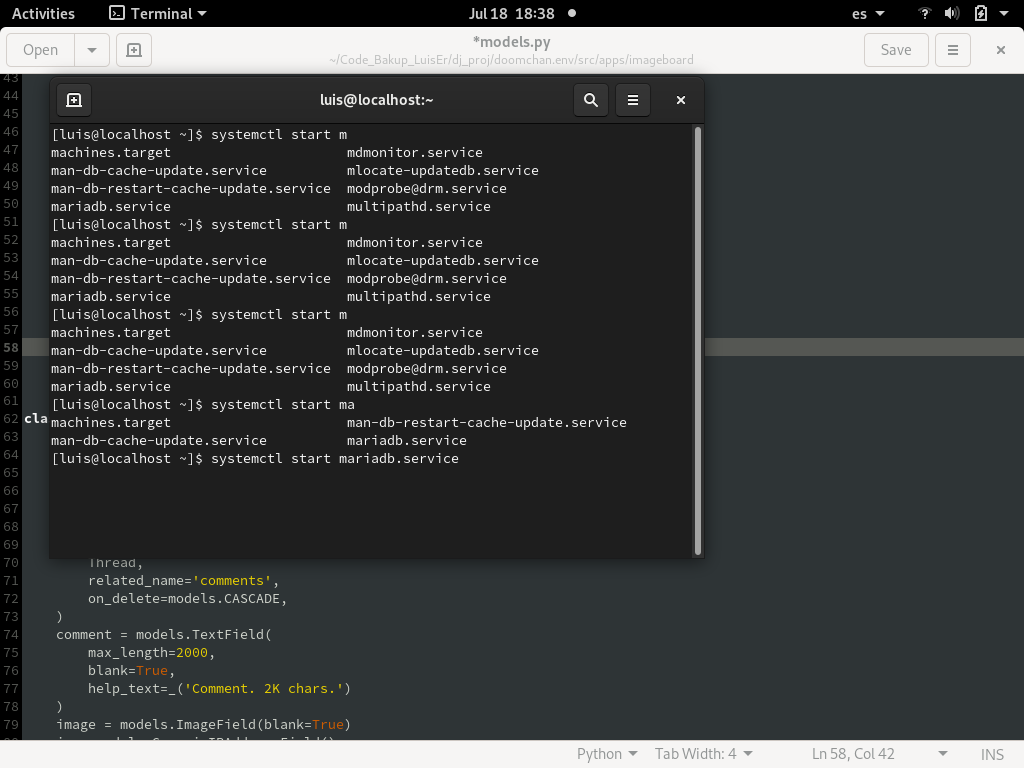 Activities Terminal Jul 18 18:38 es
Open *models.py Save
~/Code_Bakup_LuisEr/dj_proj/doomchan.env/src/apps/imageboard
43
44
luis@localhost:~
45
46 [luis@localhost ~]$ systemctl start m
47 machines.target mdmonitor.service
48 man-db-cache-update.service mlocate-updatedb.service
49 man-db-restart-cache-update.service modprobe@drm.service
50 mariadb.service multipathd.service
51 [luis@localhost ~]$ systemctl start m
52 machines.target mdmonitor.service
53 man-db-cache-update.service mlocate-updatedb.service
54 man-db-restart-cache-update.service modprobe@drm.service
55 mariadb.service multipathd.service
56 [luis@localhost ~]$ systemctl start m
57 machines.target mdmonitor.service
58 man-db-cache-update.service mlocate-updatedb.service
59 man-db-restart-cache-update.service modprobe@drm.service
60 mariadb.service multipathd.service
61 [luis@localhost ~]$ systemctl start ma
62 cla machines.target man-db-restart-cache-update.service
63 man-db-cache-update.service mariadb.service
64 [luis@localhost ~]$ systemctl start mariadb.service
65
66
67
68
69
70 Thread,
71 related_name='comments',
72 on_delete=models.CASCADE,
73 )
74 comment = models.TextField(
75 max_length=2000,
76 blank=True,
77 help_text=_('Comment. 2K chars.')
78 )
79 image = models.ImageField(blank=True)
Python Tab Width: 4 Ln 58, Col 42 INS